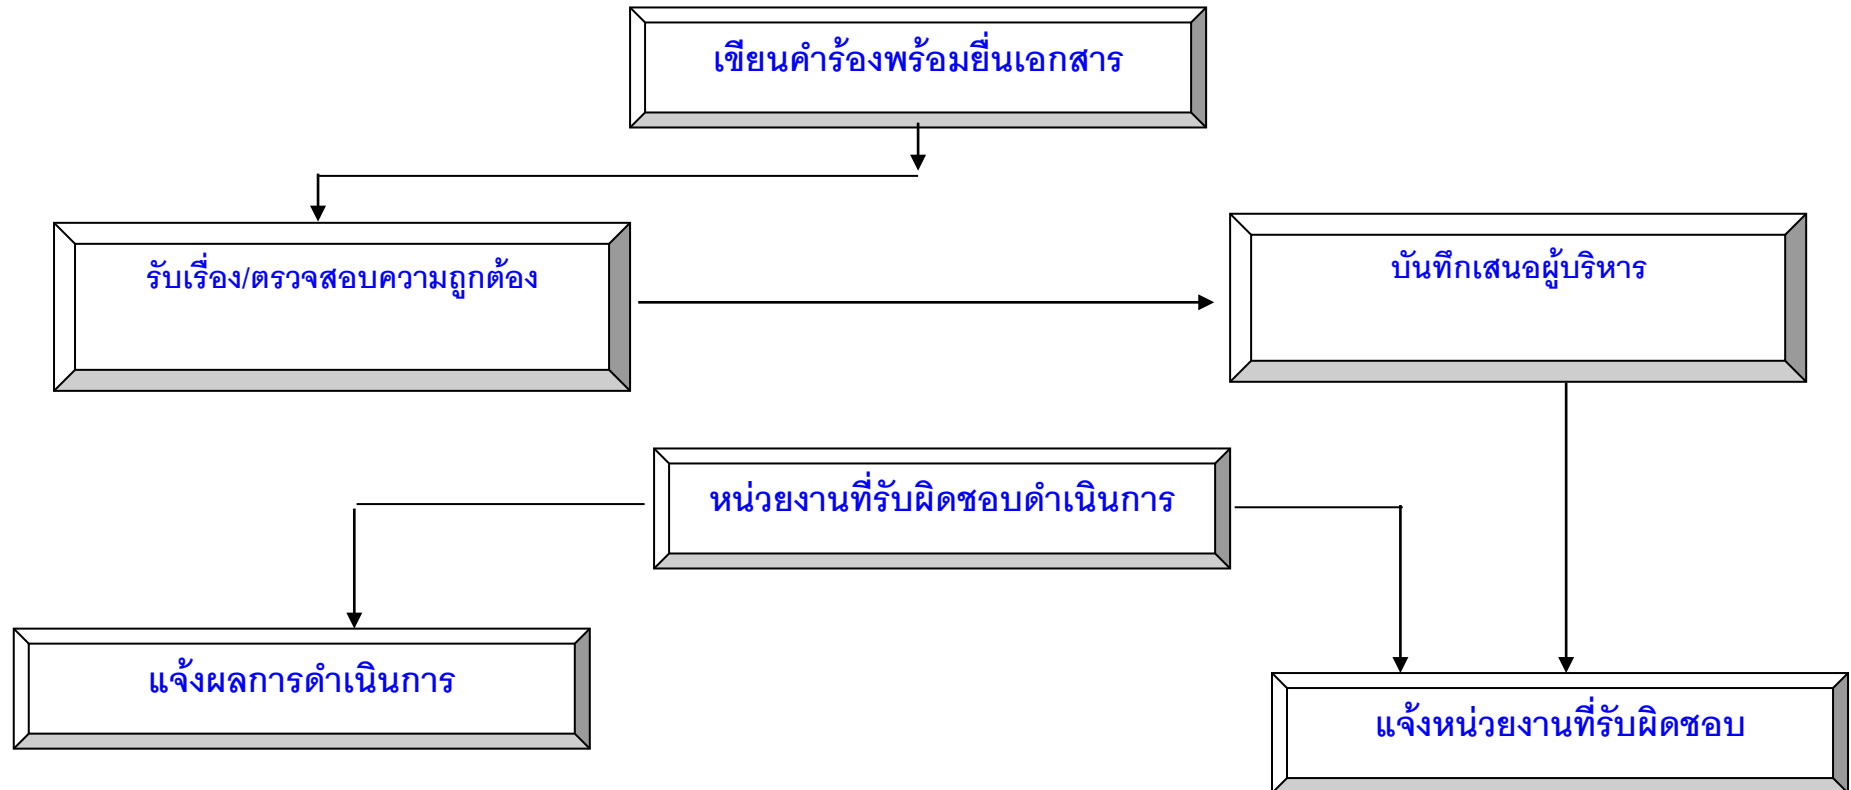 เขียนคำร้องพร้อมยื่นเอกสาร
รับเรื่อง/ตรวจสอบความถูกต้อง
บันทึกเสนอผู้บริหาร
หน่วยงานที่รับผิดชอบดำเนินการ
แจ้งผลการดำเนินการ
แจ้งหน่วยงานที่รับผิดชอบ